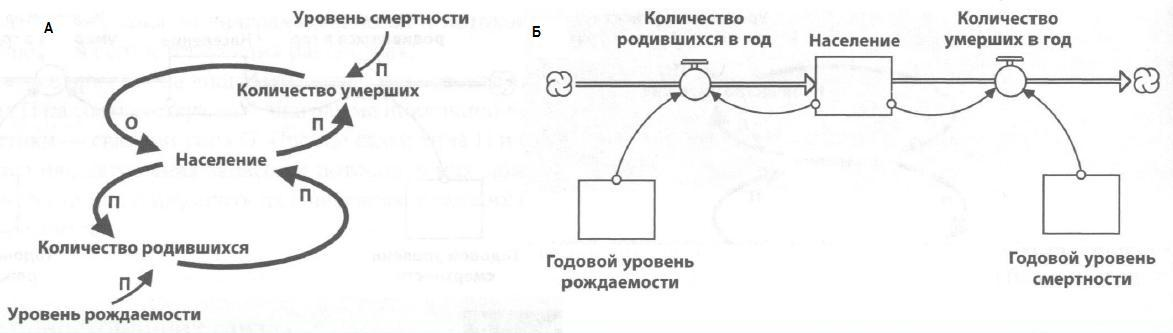 А
Уровень смертности
П
Количество умерших
О
П
Население
П
П
Количество родившихся
П
Уровень рождаемости
Б
Количество
родившихся в год
Население
Количество
умерших в год
Годовой уровень
рождаемости
Годовой уровень
смертности